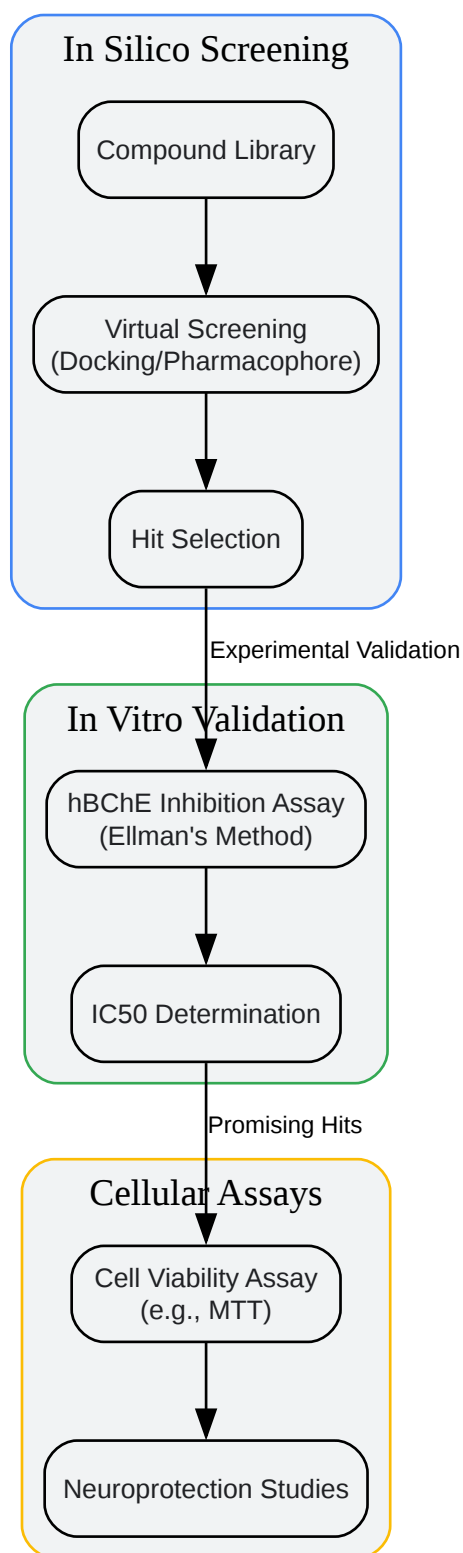 In Silico Screening
Compound Library
Virtual Screening
(Docking/Pharmacophore)
Hit Selection
Experimental Validation
In Vitro Validation
hBChE Inhibition Assay
(Ellman's Method)
IC50 Determination
Promising Hits
Cellular Assays
Cell Viability Assay
(e.g., MTT)
Neuroprotection Studies